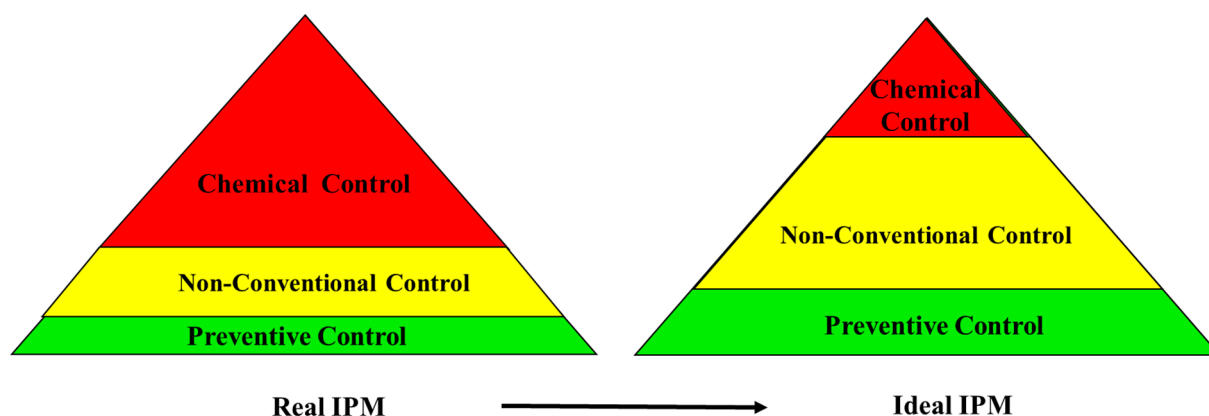 Chemical Control
Non-Conventional Control
Preventive Control
Real IPM
Chemical
Control
Non-Conventional Control
Preventive Control
Ideal IPM